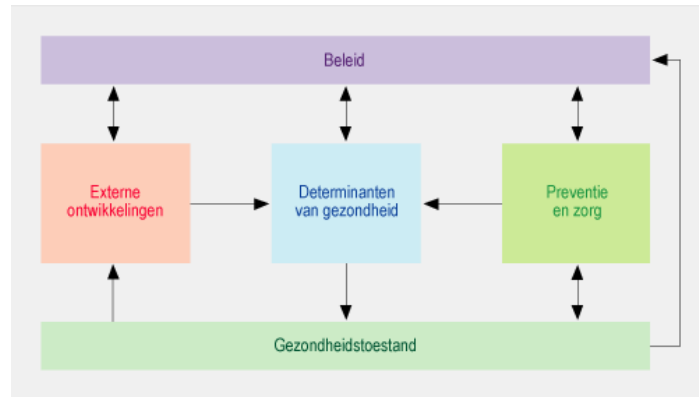 Beleid
Externe
ontwikkelingen
Determinanten
van gezondheid
Preventie
en zorg
Gezondheidstoestand